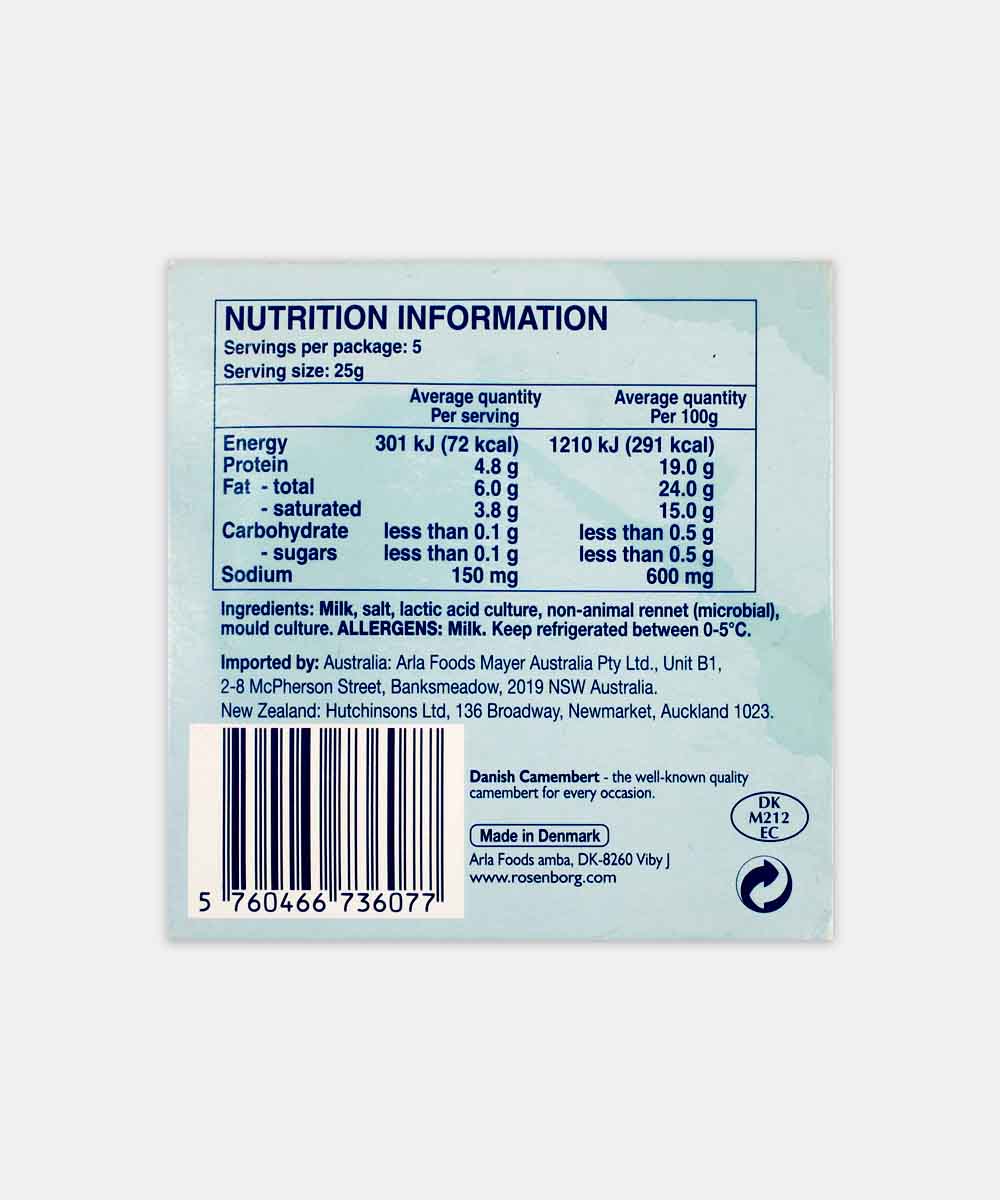 NUTRITION INFORMATION
Servings per package: 5
Serving size: 25g
Average quantity Average quantity
Per serving Per 100g
Energy 301 kJ (72 kcal) 1210 kJ (291 kcal)
Protein 4.8 g 19.0 g
Fat - total 6.0 g 24.0 g
- saturated 3.8 g 15.0 g
Carbohydrate less than 0.1 g less than 0.5 g
- sugars less than 0.1 g less than 0.5 g
Sodium 150 mg 600 mg
Ingredients: Milk, salt, lactic acid culture, non-animal rennet (microbial),
mould culture. ALLERGENS: Milk. Keep refrigerated between 0-5°C.
Imported by: Australia: Arla Foods Mayer Australia Pty Ltd., Unit B1,
2-8 McPherson Street, Banksmeadow, 2019 NSW Australia.
New Zealand: Hutchinsons Ltd, 136 Broadway, Newmarket, Auckland 1023.
Danish Camembert - the well-known quality
camembert for every occasion.
DK
M212
EC
Made in Denmark
Arla Foods amba, DK-8260 Viby J
www.rosenborg.com
5 760466 736077